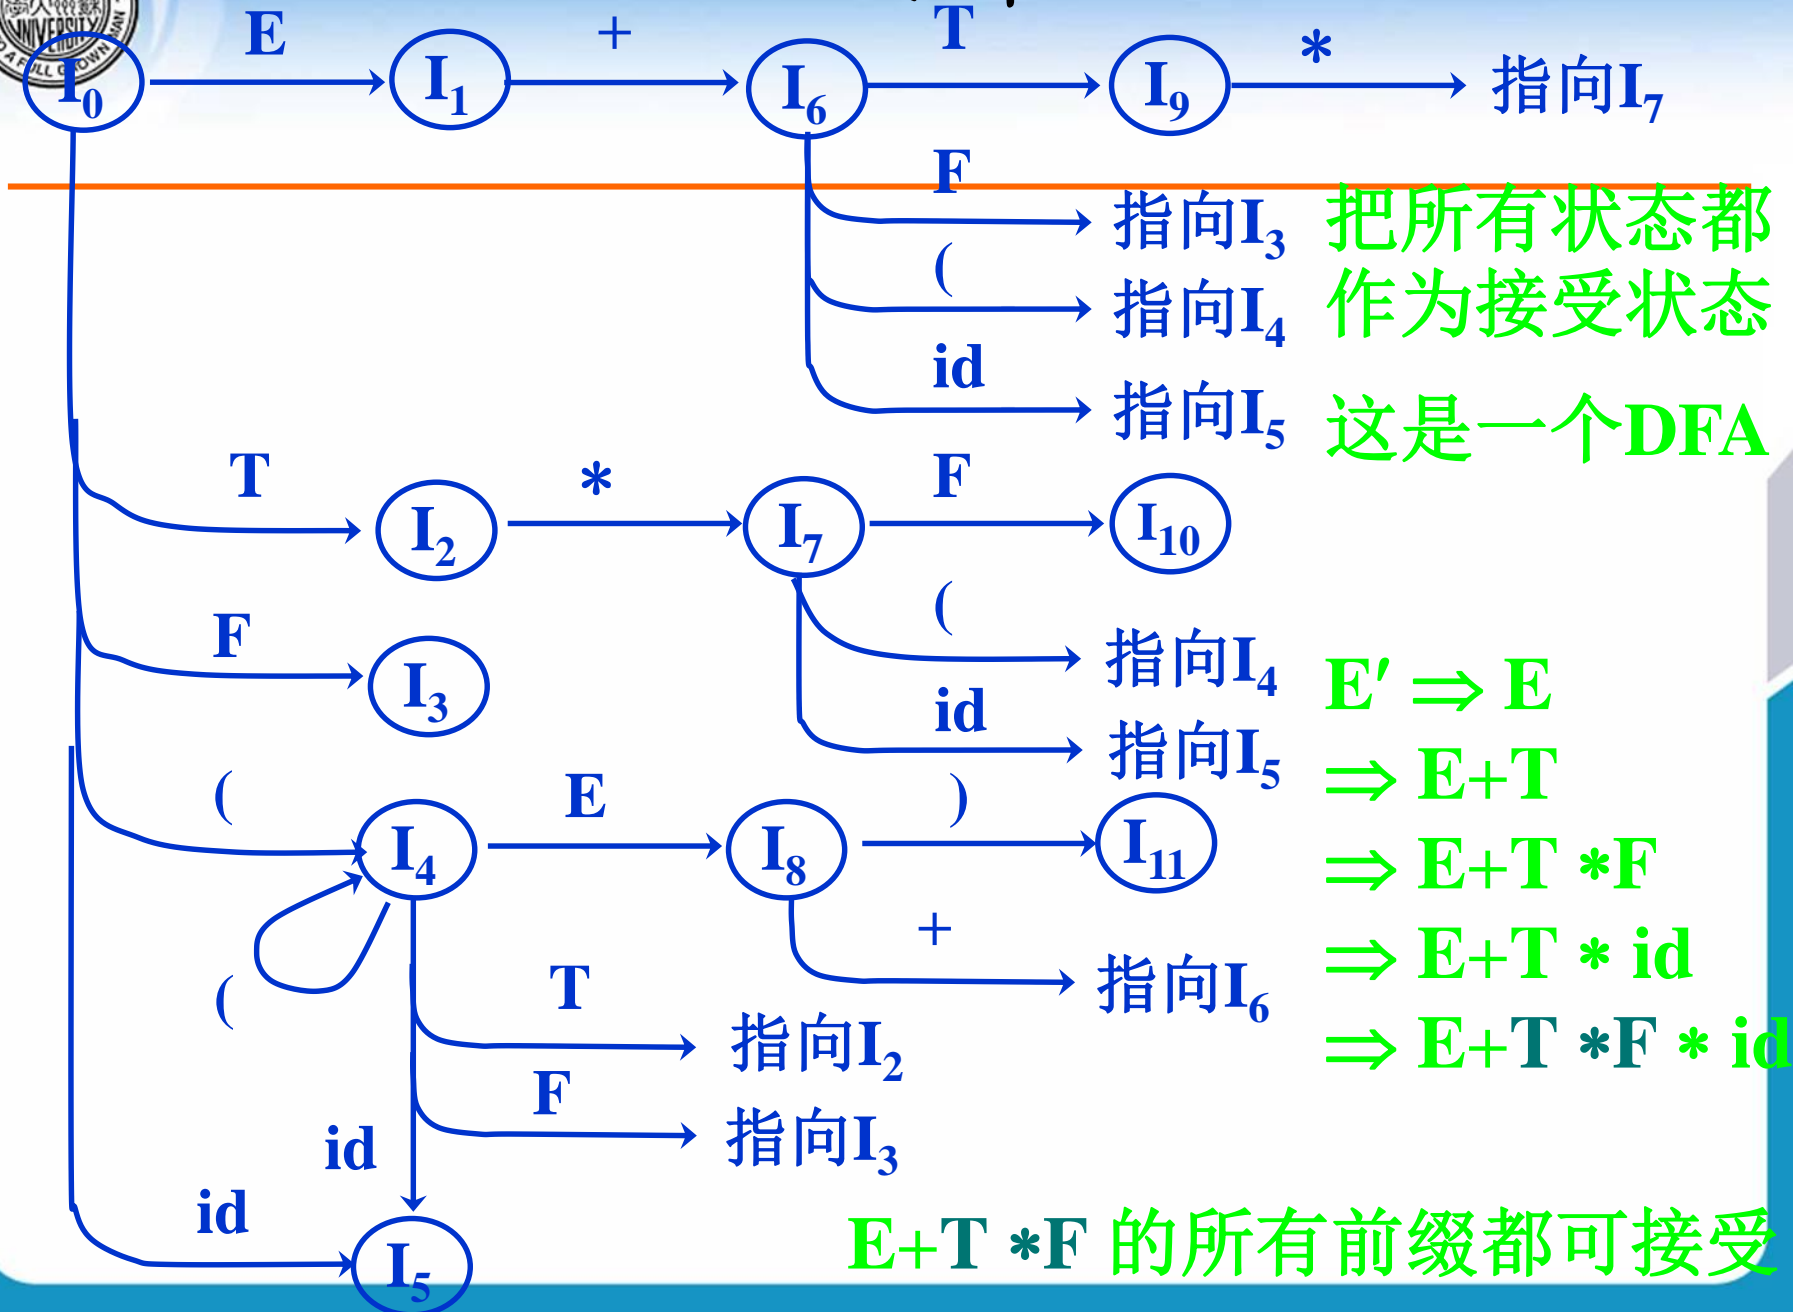 UNIVERSITY
A FULL GROWN MAN
E + T *
I₀ I₁ I₆ I₉ 指向I₇
F
指向I₃
把所有状态都
(
指向I₄
作为接受状态
id
指向I₅
这是一个DFA
T * F
I₂ I₇ I₁₀
(
指向I₄
F
I₃
E′ ⇒ E
id
指向I₅
⇒ E+T
( E )
I₄ I₈ I₁₁
⇒ E+T *F
+
指向I₆
⇒ E+T * id
(
T
指向I₂
⇒ E+T *F * id
F
指向I₃
id
id
I₅
E+T *F 的所有前缀都可接受